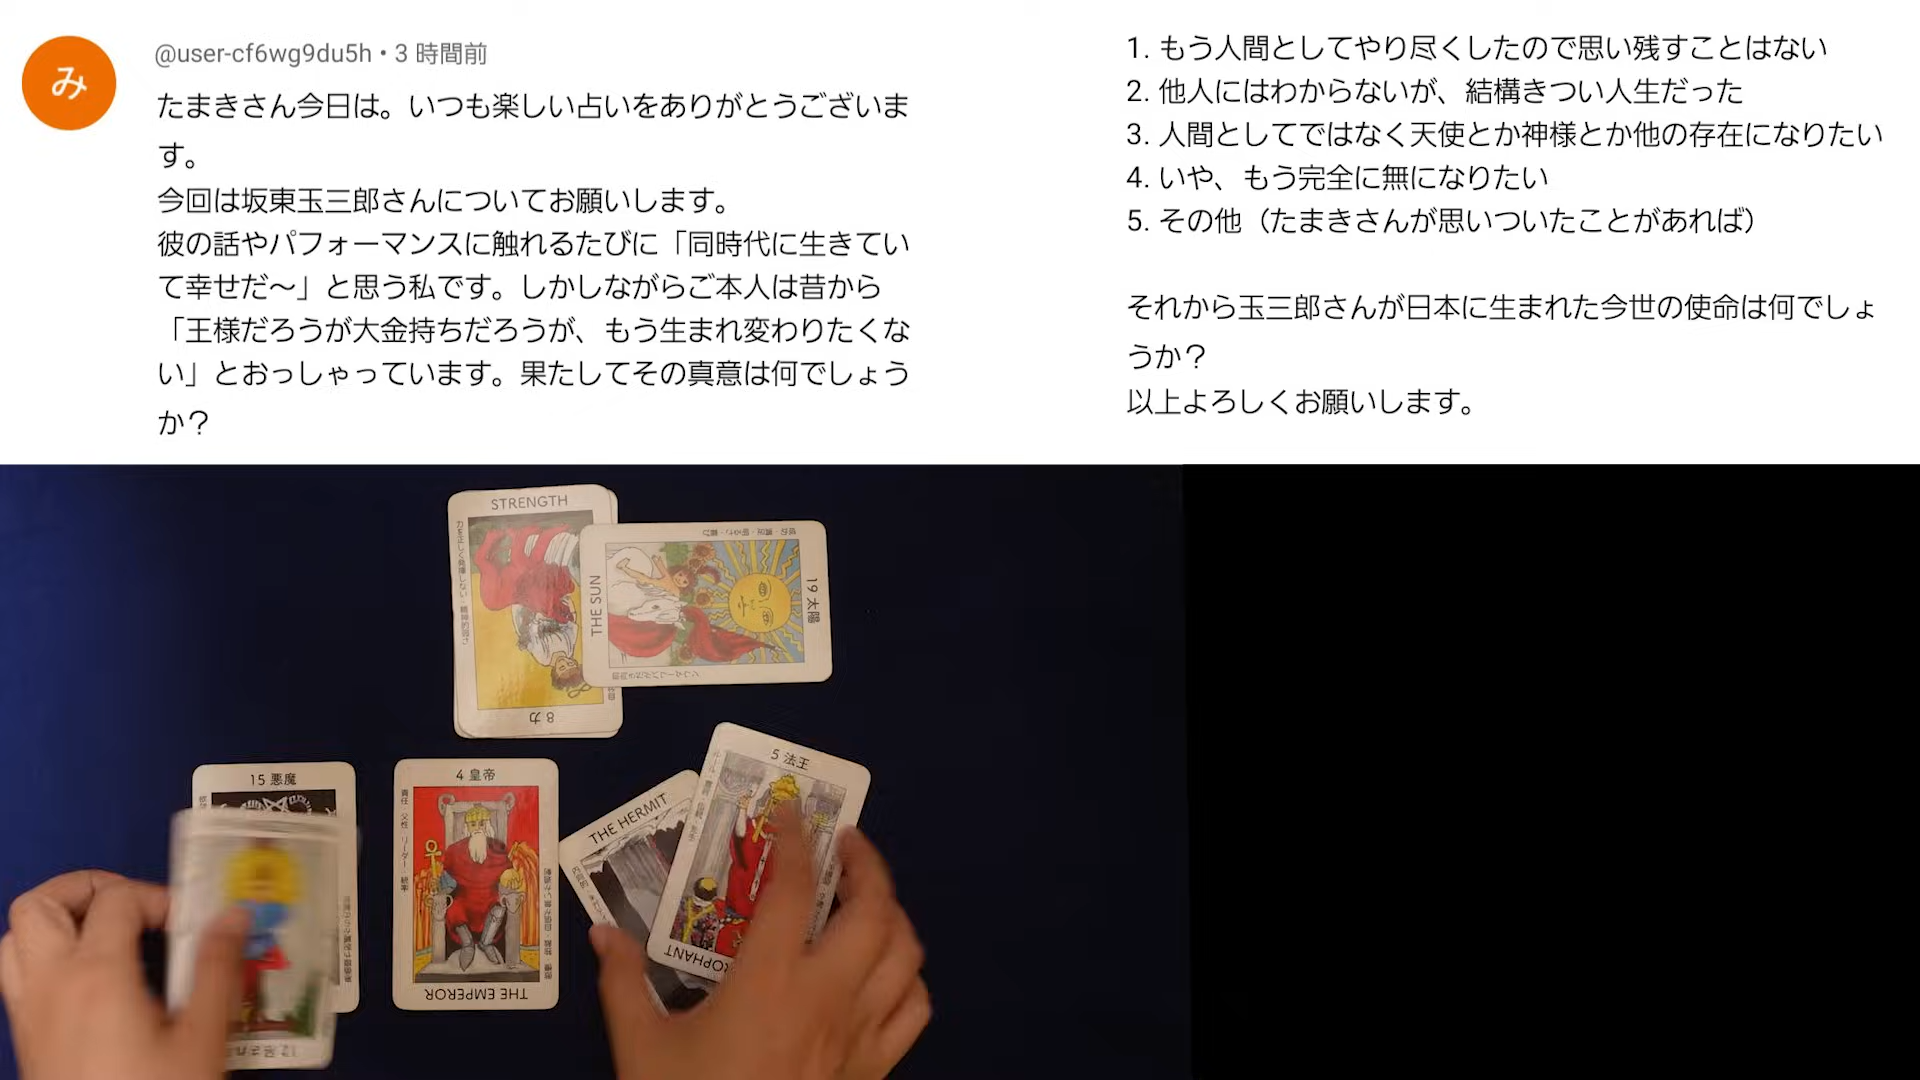 み
@user-cf6wg9du5h • 3 時間前
たまきさん今日は。いつも楽しい占いをありがとうございま
す。
今回は坂東玉三郎さんについてお願いします。
彼の話やパフォーマンスに触れるたびに「同時代に生きてい
て幸せだ〜」と思う私です。しかしながらご本人は昔から
「王様だろうが大金持ちだろうが、もう生まれ変わりたくな
い」とおっしゃっています。果たしてその真意は何でしょう
か？
1. もう人間としてやり尽くしたので思い残すことはない
2. 他人にはわからないが、結構きつい人生だった
3. 人間としてではなく天使とか神様とか他の存在になりたい
4. いや、もう完全に無になりたい
5. その他（たまきさんが思いついたことがあれば）
それから玉三郎さんが日本に生まれた今世の使命は何でしょ
うか？
以上よろしくお願いします。
STRENGTH
8 力
THE SUN
19 太陽
15 悪魔
4 皇帝
責任・父性・リーダー・統率
THE EMPEROR
THE HERMIT
5 法王